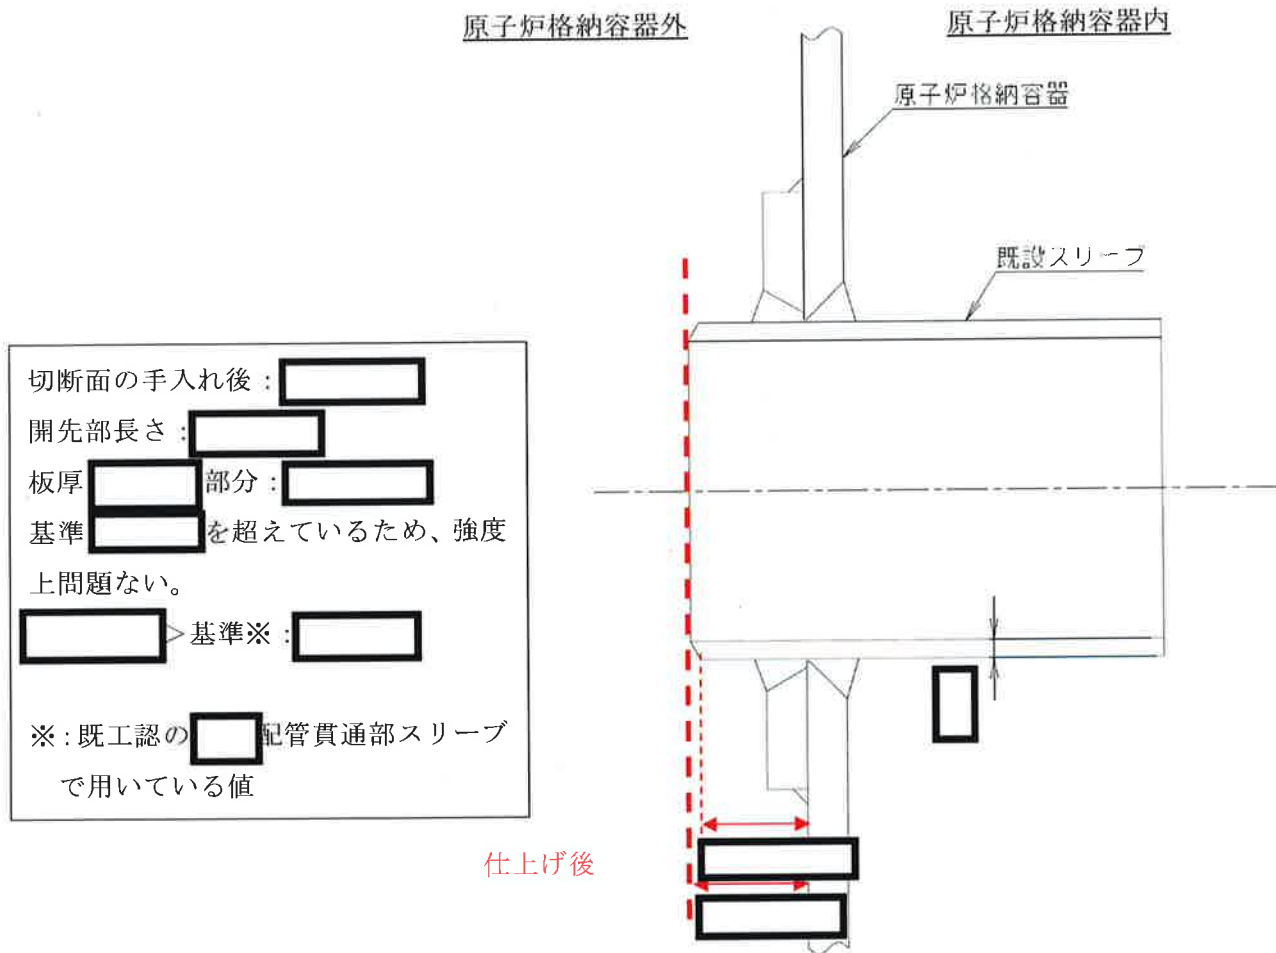 原子炉格納容器外
原子炉格納容器内
原子炉格納容器
既設スリーブ
切断面の手入れ後:
開先部長さ:
板厚 部分:
基準 を超えているため、強度
上問題ない。
>基準※:
※:既工認の 配管貫通部スリーブ
で用いている値
仕上げ後